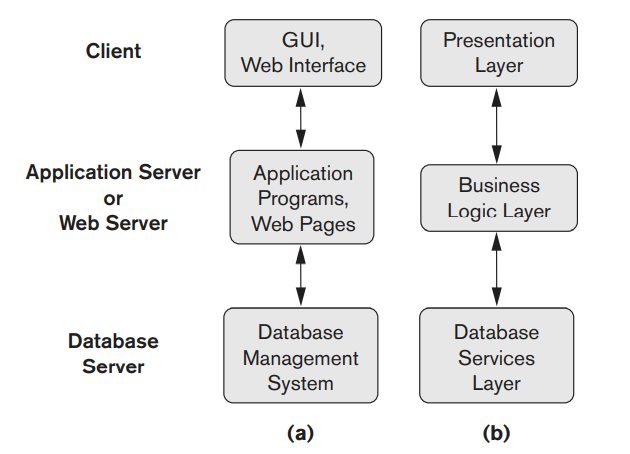 Client
GUI,
Web Interface
Presentation
Layer
Application Server
or
Web Server
Application
Programs,
Web Pages
Business
Logic Layer
Database
Server
Database
Management
System
Database
Services
Layer
(a)
(b)